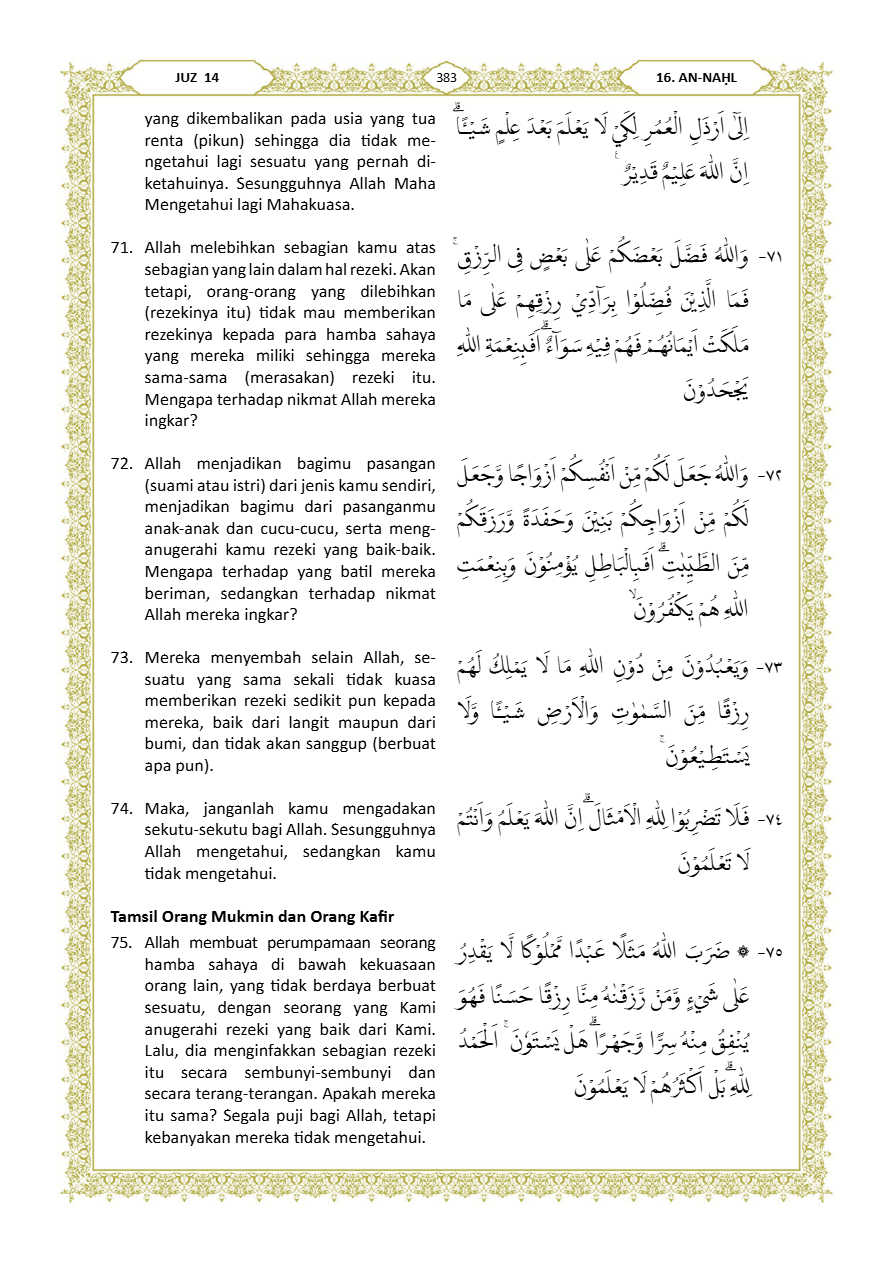 JUZ 14
383
16. AN-NAḤL
yang dikembalikan pada usia yang tua
renta (pikun) sehingga dia tidak me-
ngetahui lagi sesuatu yang pernah di-
ketahuinya. Sesungguhnya Allah Maha
Mengetahui lagi Mahakuasa.
اِلٰٓى اَرْذَلِ الْعُمُرِ لِكَيْ لَا يَعْلَمَ بَعْدَ عِلْمٍ شَيْـًٔاۗ
اِنَّ اللّٰهَ عَلِيْمٌ قَدِيْرٌ ࣖ
71. Allah melebihkan sebagian kamu atas
sebagian yang lain dalam hal rezeki. Akan
tetapi, orang-orang yang dilebihkan
(rezekinya itu) tidak mau memberikan
rezekinya kepada para hamba sahaya
yang mereka miliki sehingga mereka
sama-sama (merasakan) rezeki itu.
Mengapa terhadap nikmat Allah mereka
ingkar?
٧١- وَاللّٰهُ فَضَّلَ بَعْضَكُمْ عَلٰى بَعْضٍ فِى الرِّزْقِۚ
فَمَا الَّذِيْنَ فُضِّلُوْا بِرَاۤدِّيْ رِزْقِهِمْ عَلٰى مَا
مَلَكَتْ اَيْمَانُهُمْ فَهُمْ فِيْهِ سَوَاۤءٌۗ اَفَبِنِعْمَةِ اللّٰهِ
يَجْحَدُوْنَ
72. Allah menjadikan bagimu pasangan
(suami atau istri) dari jenis kamu sendiri,
menjadikan bagimu dari pasanganmu
anak-anak dan cucu-cucu, serta meng-
anugerahi kamu rezeki yang baik-baik.
Mengapa terhadap yang batil mereka
beriman, sedangkan terhadap nikmat
Allah mereka ingkar?
٧٢- وَاللّٰهُ جَعَلَ لَكُمْ مِّنْ اَنْفُسِكُمْ اَزْوَاجًا وَّجَعَلَ
لَكُمْ مِّنْ اَزْوَاجِكُمْ بَنِيْنَ وَحَفَدَةً وَّرَزَقَكُمْ
مِّنَ الطَّيِّبٰتِۗ اَفَبِالْبَاطِلِ يُؤْمِنُوْنَ وَبِنِعْمَتِ
اللّٰهِ هُمْ يَكْفُرُوْنَۙ
73. Mereka menyembah selain Allah, se-
suatu yang sama sekali tidak kuasa
memberikan rezeki sedikit pun kepada
mereka, baik dari langit maupun dari
bumi, dan tidak akan sanggup (berbuat
apa pun).
٧٣- وَيَعْبُدُوْنَ مِنْ دُوْنِ اللّٰهِ مَا لَا يَمْلِكُ لَهُمْ
رِزْقًا مِّنَ السَّمٰوٰتِ وَالْاَرْضِ شَيْـًٔا وَّلَا
يَسْتَطِيْعُوْنَۚ
74. Maka, janganlah kamu mengadakan
sekutu-sekutu bagi Allah. Sesungguhnya
Allah mengetahui, sedangkan kamu
tidak mengetahui.
٧٤- فَلَا تَضْرِبُوْا لِلّٰهِ الْاَمْثَالَۗ اِنَّ اللّٰهَ يَعْلَمُ وَاَنْتُمْ
لَا تَعْلَمُوْنَ
Tamsil Orang Mukmin dan Orang Kafir
75. Allah membuat perumpamaan seorang
hamba sahaya di bawah kekuasaan
orang lain, yang tidak berdaya berbuat
sesuatu, dengan seorang yang Kami
anugerahi rezeki yang baik dari Kami.
Lalu, dia menginfakkan sebagian rezeki
itu secara sembunyi-sembunyi dan
secara terang-terangan. Apakah mereka
itu sama? Segala puji bagi Allah, tetapi
kebanyakan mereka tidak mengetahui.
٧٥- ۞ ضَرَبَ اللّٰهُ مَثَلًا عَبْدًا مَّمْلُوْكًا لَّا يَقْدِرُ
عَلٰى شَيْءٍ وَّمَنْ رَّزَقْنٰهُ مِنَّا رِزْقًا حَسَنًا فَهُوَ
يُنْفِقُ مِنْهُ سِرًّا وَّجَهْرًاۗ هَلْ يَسْتَوٗنَۚ اَلْحَمْدُ
لِلّٰهِۗ بَلْ اَكْثَرُهُمْ لَا يَعْلَمُوْنَ